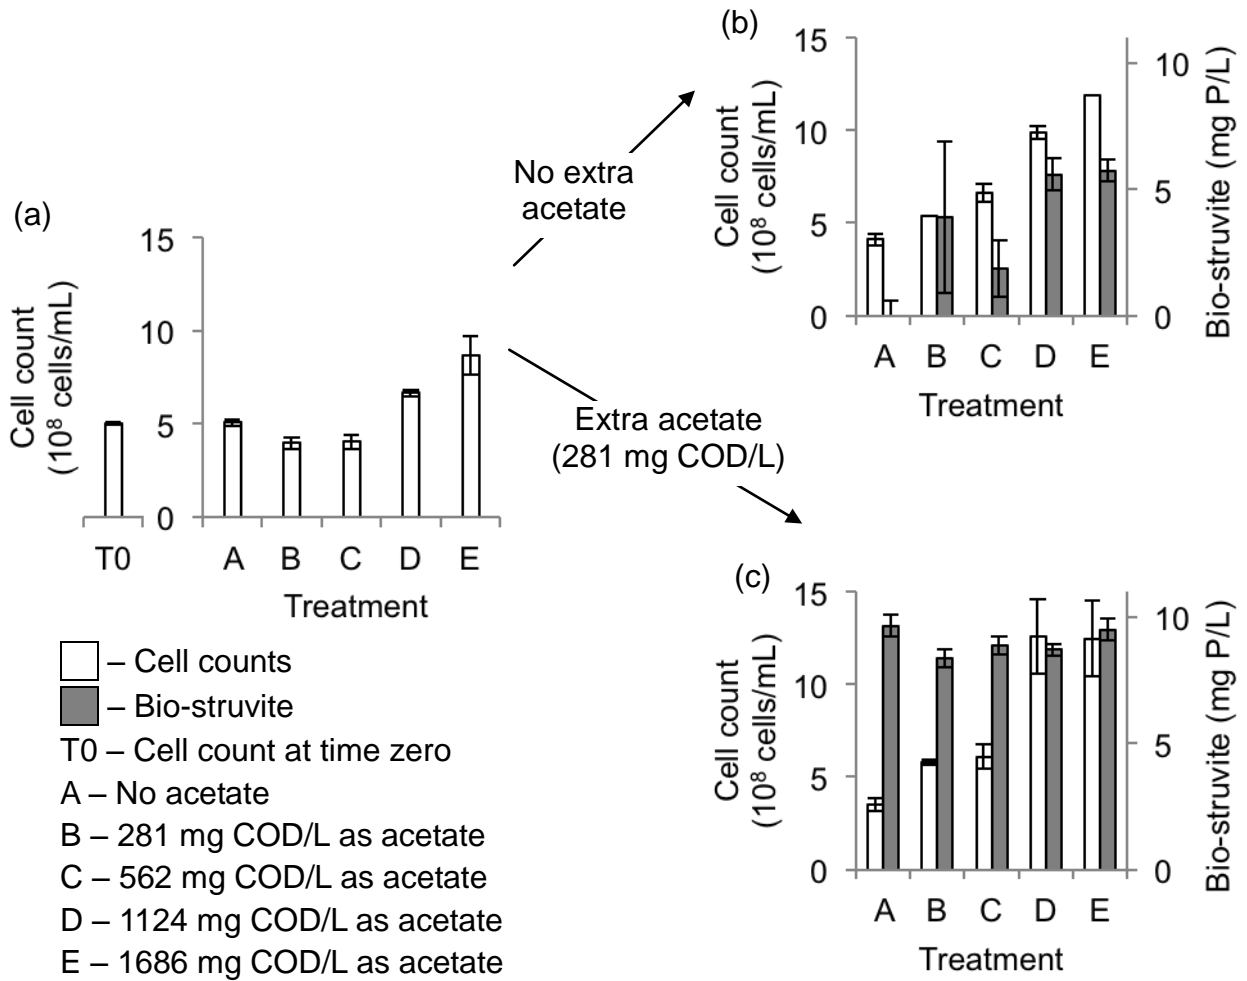 (a)
15
10
5
0
Cell count
(10⁸ cells/mL)
T0
A B C D E
Treatment
No extra
acetate
Extra acetate
(281 mg COD/L)
(b)
15
10
5
0
Cell count
(10⁸ cells/mL)
10
5
0
Bio-struvite (mg P/L)
A B C D E
Treatment
(c)
15
10
5
0
Cell count
(10⁸ cells/mL)
10
5
0
Bio-struvite (mg P/L)
A B C D E
Treatment
– Cell counts
– Bio-struvite
T0 – Cell count at time zero
A – No acetate
B – 281 mg COD/L as acetate
C – 562 mg COD/L as acetate
D – 1124 mg COD/L as acetate
E – 1686 mg COD/L as acetate